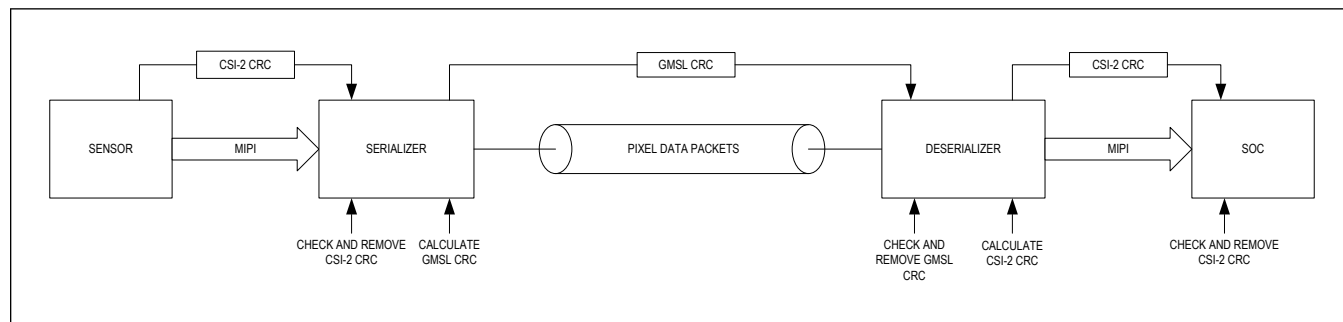 CSI-2 CRC
GMSL CRC
CSI-2 CRC
SENSOR
MIPI
SERIALIZER
PIXEL DATA PACKETS
DESERIALIZER
MIPI
SOC
CHECK AND REMOVE
CSI-2 CRC
CALCULATE
GMSL CRC
CHECK AND
REMOVE GMSL
CRC
CALCULATE
CSI-2 CRC
CHECK AND REMOVE
CSI-2 CRC